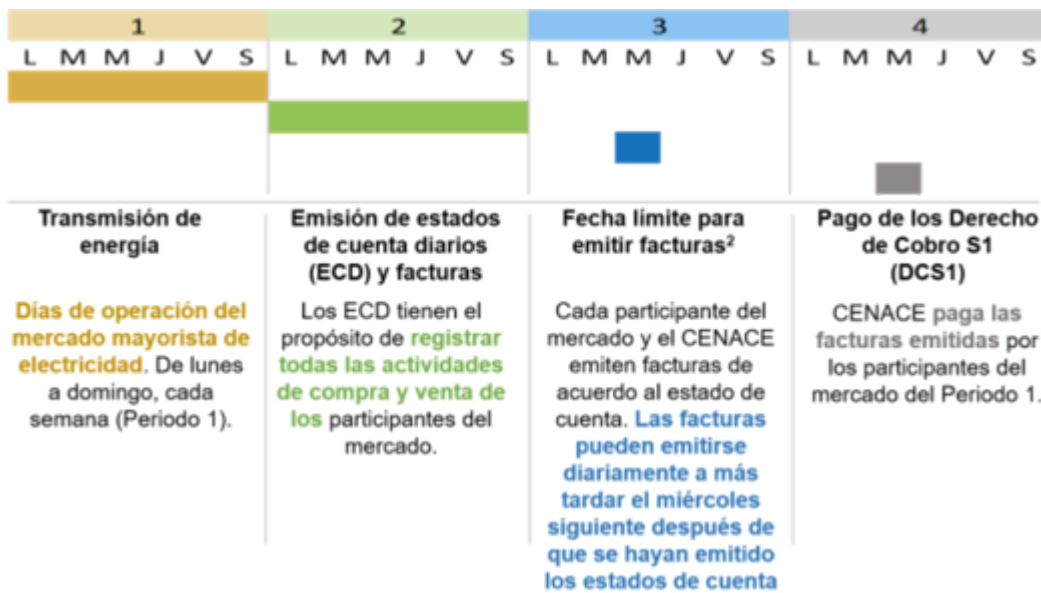 1 2 3 4
L M M J V S L M M J V S L M M J V S L M M J V S
Transmisión de
energía
Días de operación del
mercado mayorista de
electricidad. De lunes
a domingo, cada
semana (Periodo 1).
Emisión de estados
de cuenta diarios
(ECD) y facturas
Los ECD tienen el
propósito de registrar
todas las actividades
de compra y venta de
los participantes del
mercado.
Fecha límite para
emitir facturas²
Cada participante del
mercado y el CENACE
emiten facturas de
acuerdo al estado de
cuenta. Las facturas
pueden emitirse
diariamente a más
tardar el miércoles
siguiente después de
que se hayan emitido
los estados de cuenta
Pago de los Derecho
de Cobro S1
(DCS1)
CENACE paga las
facturas emitidas por
los participantes del
mercado del Periodo 1.